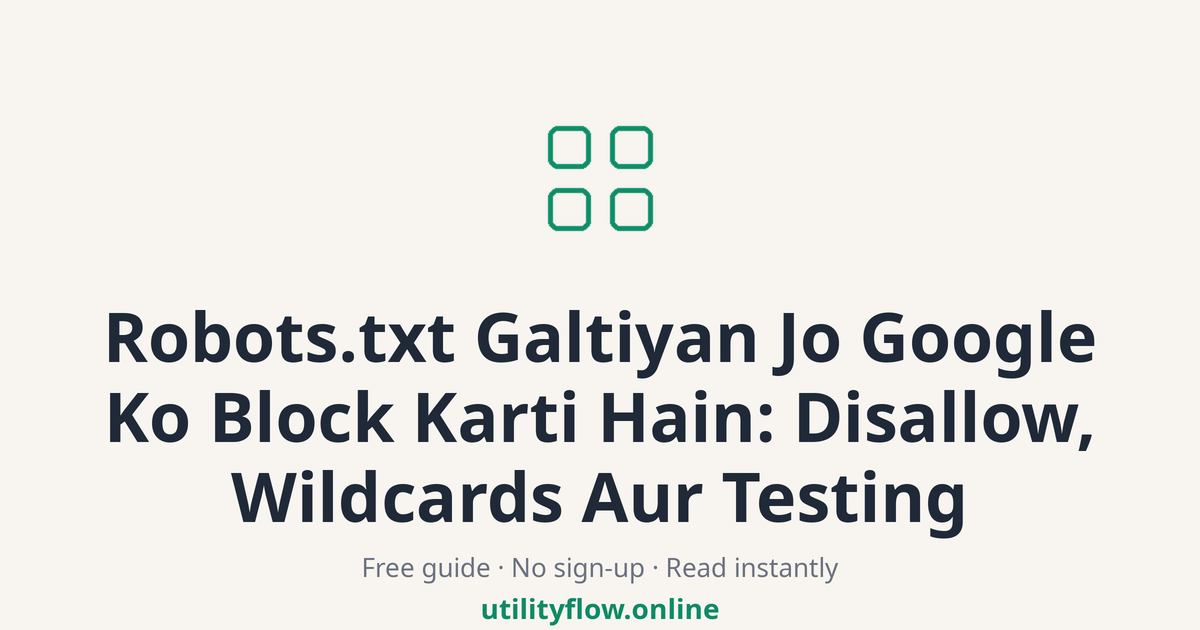 Robots.txt Galtiyan Jo Google
Ko Block Karti Hain: Disallow,
Wildcards Aur Testing
Free guide · No sign-up · Read instantly
utilityflow.online